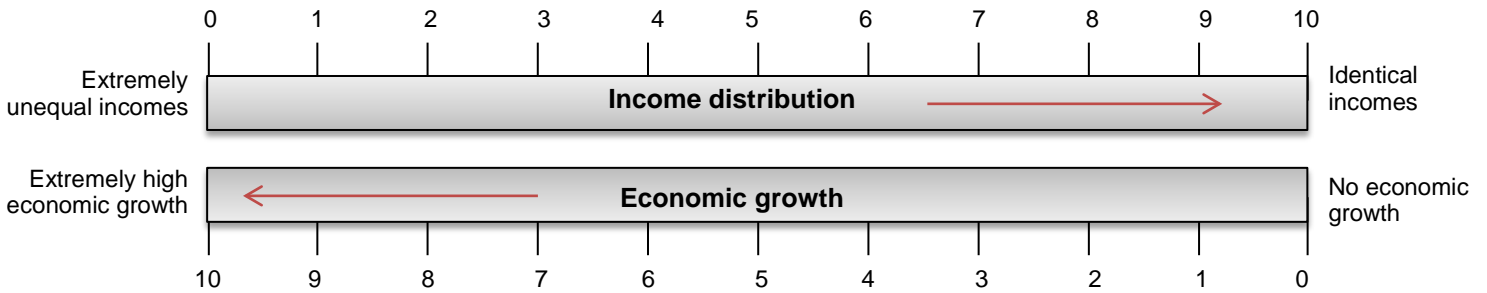 0 1 2 3 4 5 6 7 8 9 10
Extremely
unequal incomes
Income distribution
Identical
incomes
Extremely high
economic growth
Economic growth
No economic
growth
10 9 8 7 6 5 4 3 2 1 0